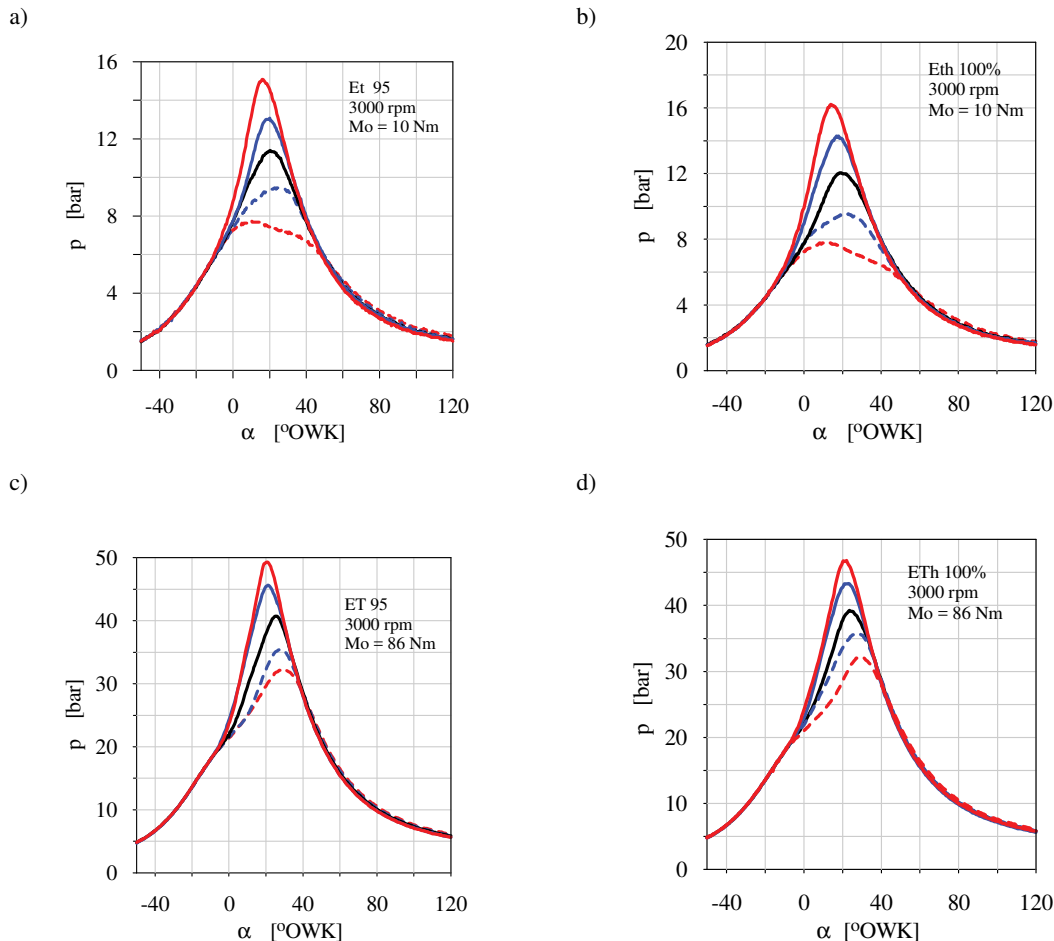 a)
16
12
8
4
0
p [bar]
Et 95
3000 rpm
Mo = 10 Nm
-40 0 40 80 120
α [°OWK]
b)
20
16
12
8
4
0
p [bar]
Eth 100%
3000 rpm
Mo = 10 Nm
-40 0 40 80 120
α [°OWK]
c)
50
40
30
20
10
0
p [bar]
ET 95
3000 rpm
Mo = 86 Nm
-40 0 40 80 120
α [°OWK]
d)
50
40
30
20
10
0
p [bar]
ETh 100%
3000 rpm
Mo = 86 Nm
-40 0 40 80 120
α [°OWK]